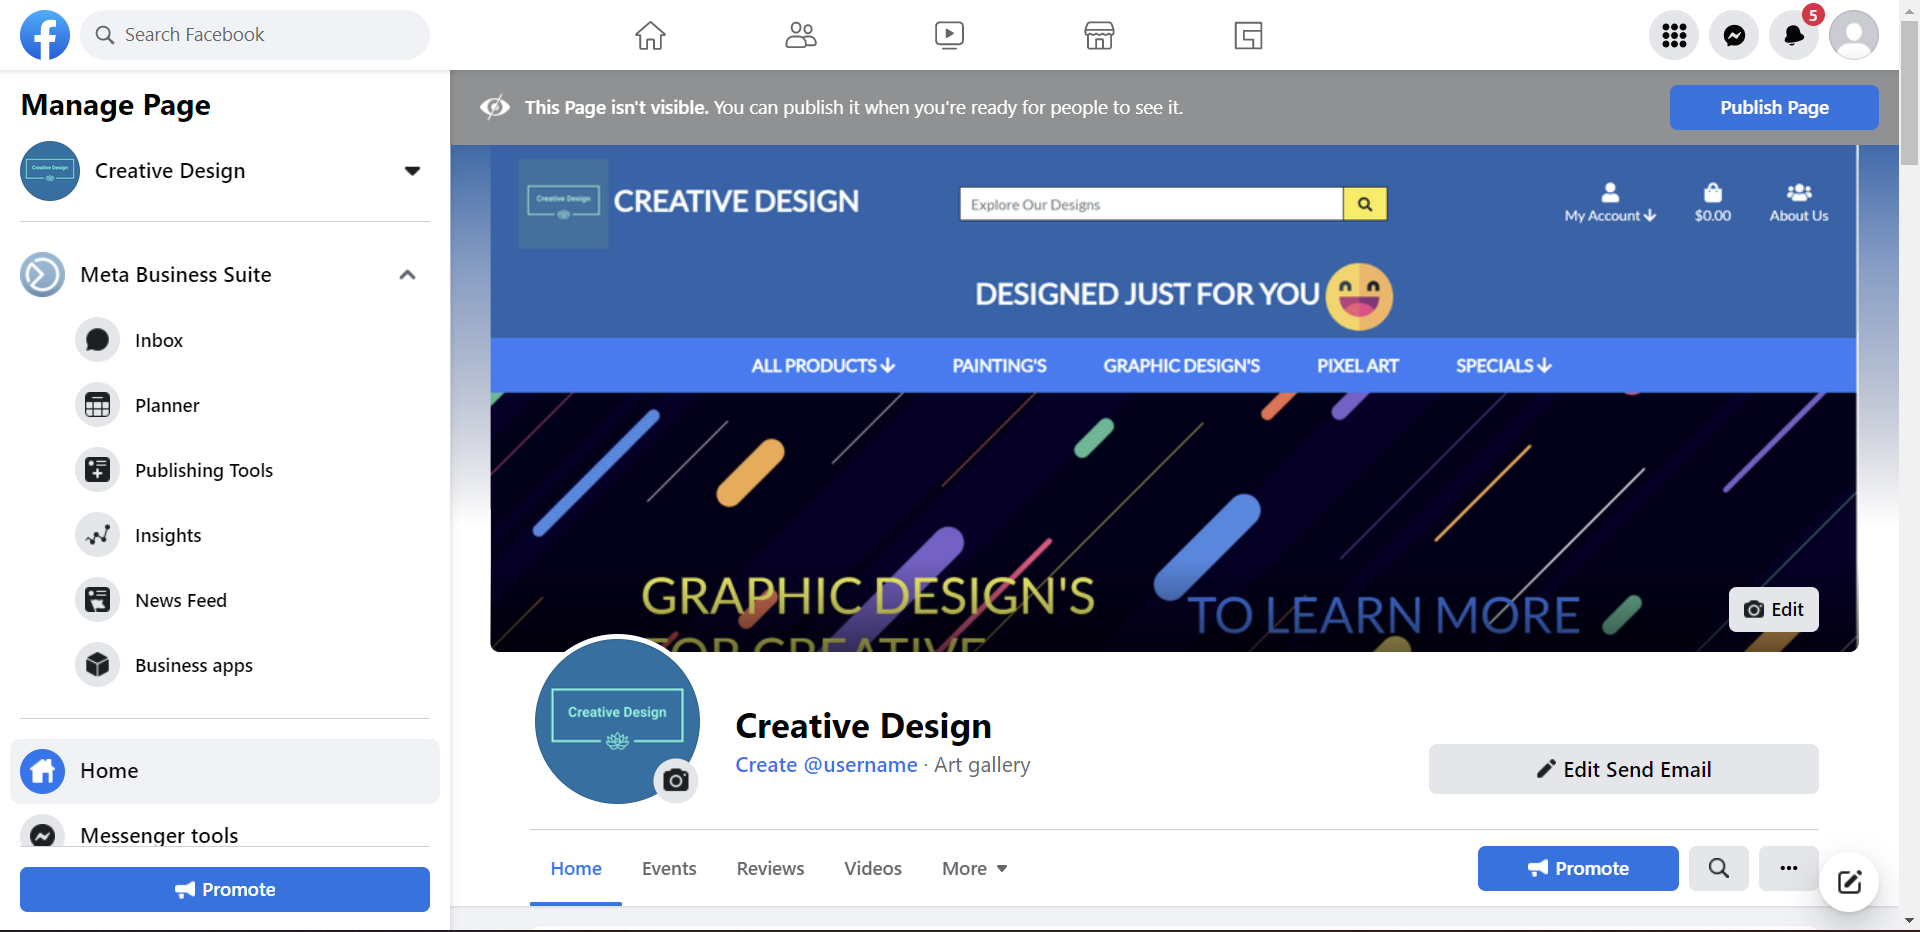 Search Facebook
5
Manage Page
Creative Design
Creative Design
Meta Business Suite
Inbox
Planner
Publishing Tools
Insights
News Feed
Business apps
Home
Messenger tools
Promote
This Page isn't visible. You can publish it when you're ready for people to see it.
Publish Page
Creative Design
CREATIVE DESIGN
Explore Our Designs
My Account
$0.00
About Us
DESIGNED JUST FOR YOU
ALL PRODUCTS
PAINTING'S
GRAPHIC DESIGN'S
PIXEL ART
SPECIALS
GRAPHIC DESIGN'S
TO LEARN MORE
FOR CREATIVE
Edit
Creative Design
Creative Design
Create @username · Art gallery
Edit Send Email
Home
Events
Reviews
Videos
More
Promote